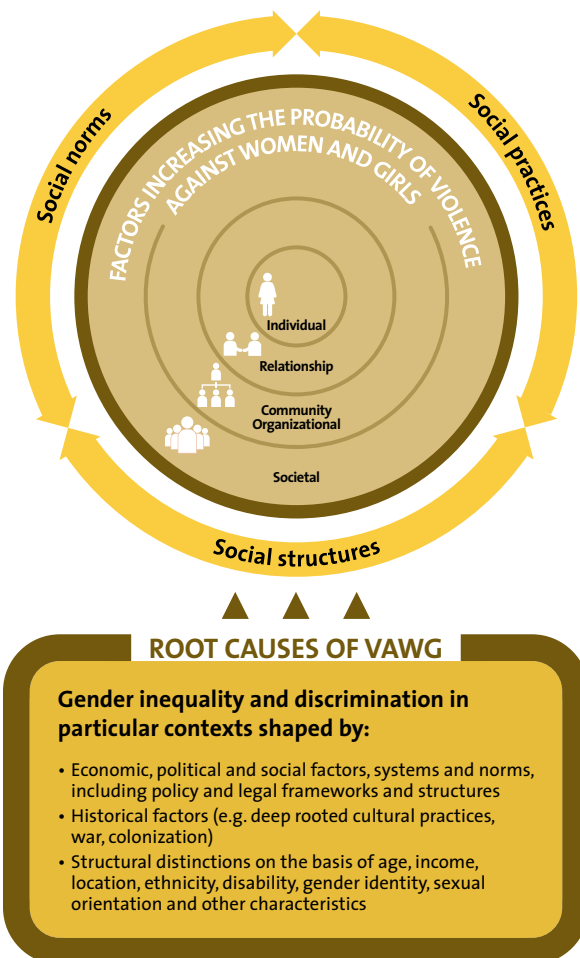 Social norms
Social practices
FACTORS INCREASING THE PROBABILITY OF VIOLENCE
AGAINST WOMEN AND GIRLS
Individual
Relationship
Community
Organizational
Societal
Social structures
ROOT CAUSES OF VAWG
Gender inequality and discrimination in
particular contexts shaped by:
• Economic, political and social factors, systems and norms,
including policy and legal frameworks and structures
• Historical factors (e.g. deep rooted cultural practices,
war, colonization)
• Structural distinctions on the basis of age, income,
location, ethnicity, disability, gender identity, sexual
orientation and other characteristics